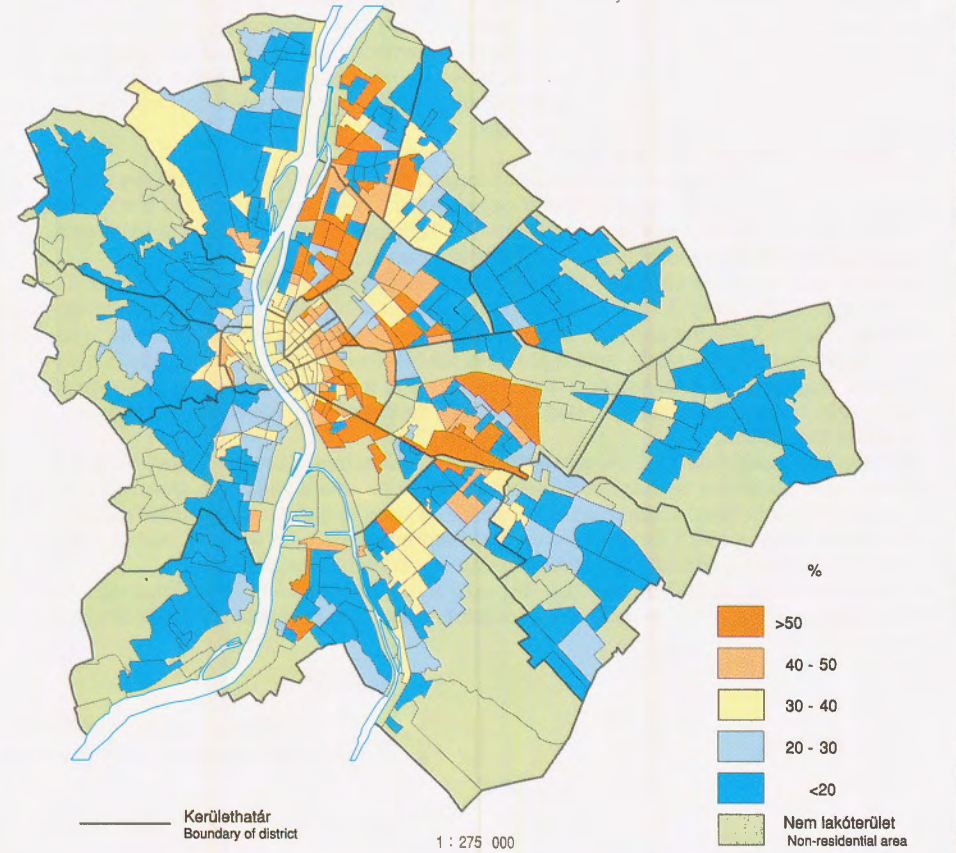 %
>50
40 - 50
30 - 40
20 - 30
<20
Nem lakóterület
Non-residential area
Kerülethatár
Boundary of district
1 : 275 000